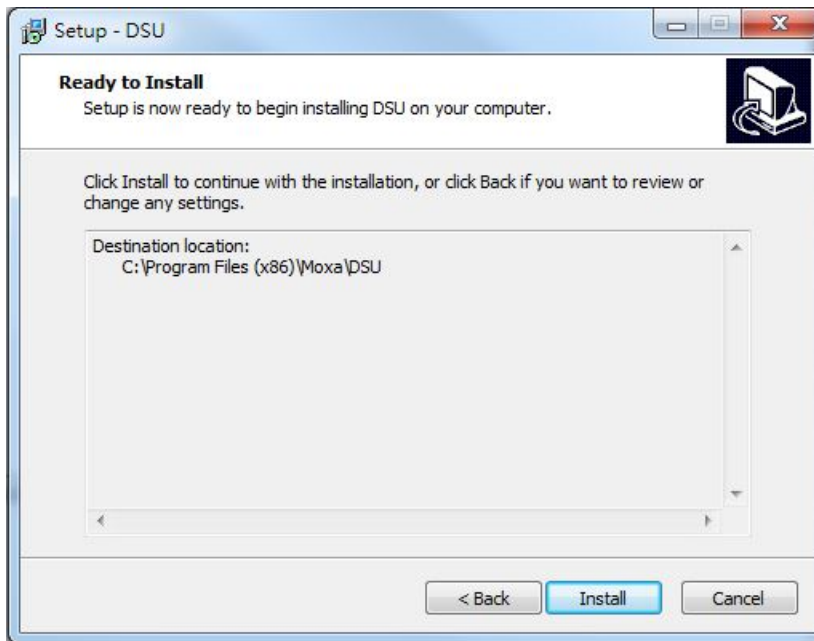 Setup - DSU
Ready to Install
Setup is now ready to begin installing DSU on your computer.
Click Install to continue with the installation, or click Back if you want to review or
change any settings.
Destination location:
C:\Program Files (x86)\Moxa\DSU
< Back
Install
Cancel